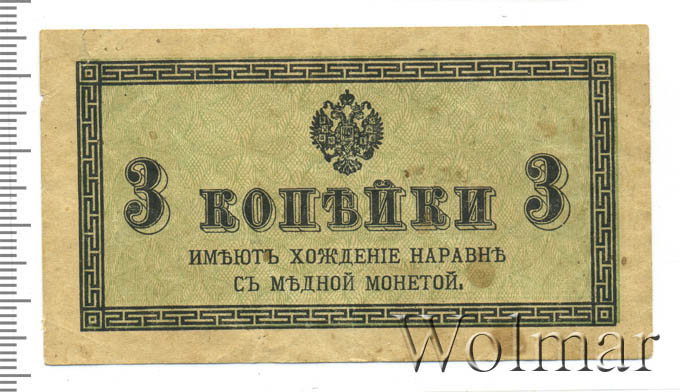 3 КОПѢЙКИ 3
ИМѢЮТЪ ХОЖДЕНІЕ НАРАВНѢ
СЪ МѢДНОЙ МОНЕТОЙ.
Wolmar